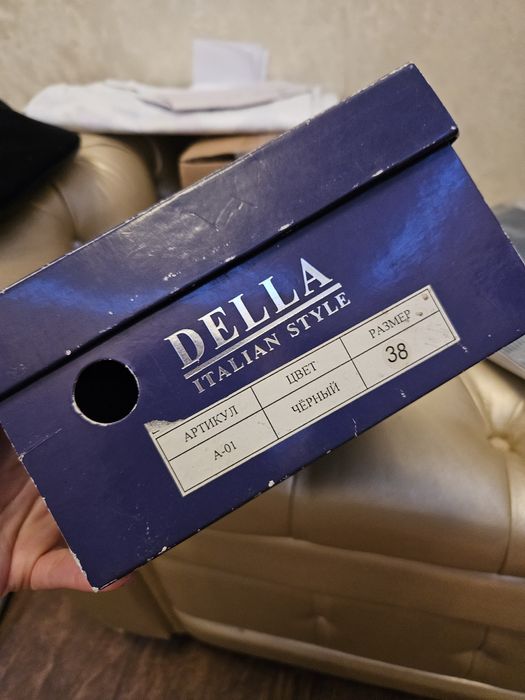 DELLA
ITALIAN STYLE
АРТИКУЛ ЦВЕТ РАЗМЕР
А-01 ЧЁРНЫЙ 38